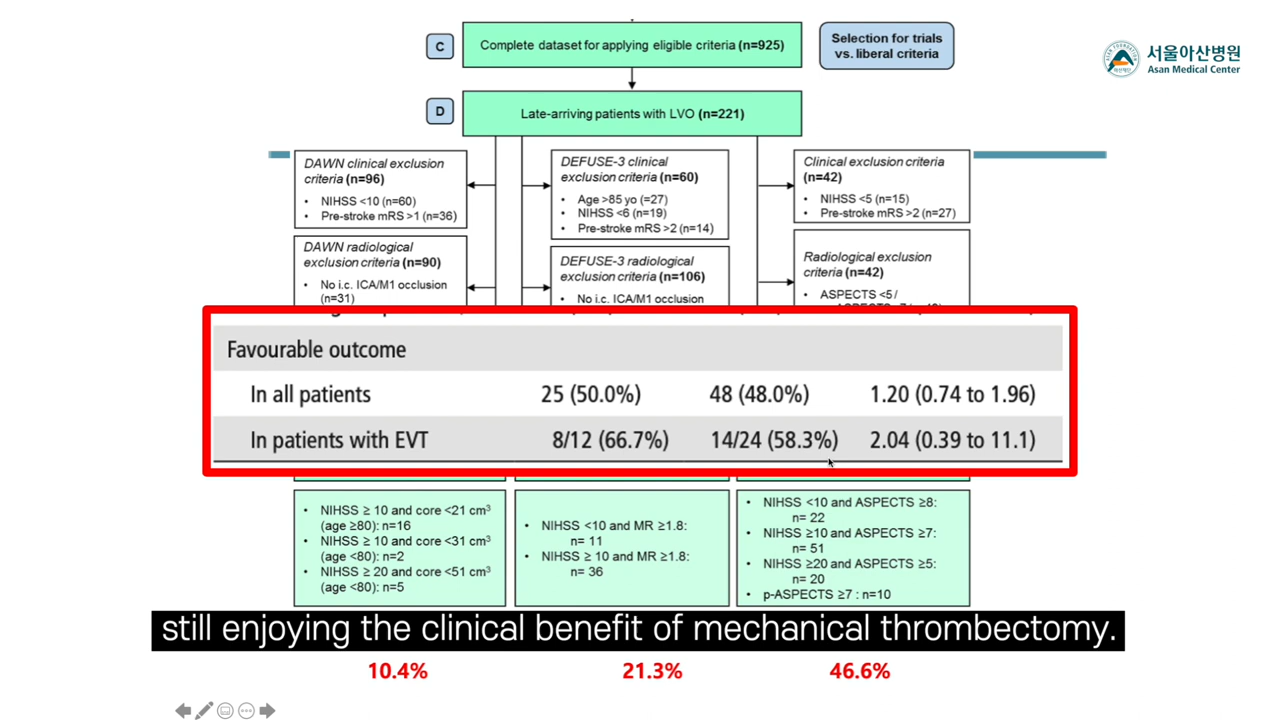 C
Complete dataset for applying eligible criteria (n=925)
Selection for trials
vs. liberal criteria
서울아산병원
Asan Medical Center
D
Late-arriving patients with LVO (n=221)
DAWN clinical exclusion
criteria (n=96)
• NIHSS <10 (n=60)
• Pre-stroke mRS >1 (n=36)
DEFUSE-3 clinical
exclusion criteria (n=60)
• Age >85 yo (=27)
• NIHSS <6 (n=19)
• Pre-stroke mRS >2 (n=14)
Clinical exclusion criteria
(n=42)
• NIHSS <5 (n=15)
• Pre-stroke mRS >2 (n=27)
DAWN radiological
exclusion criteria (n=90)
• No i.c. ICA/M1 occlusion
(n=31)
DEFUSE-3 radiological
exclusion criteria (n=106)
• No i.c. ICA/M1 occlusion
Radiological exclusion
criteria (n=42)
• ASPECTS <5 /
Favourable outcome
In all patients 25 (50.0%) 48 (48.0%) 1.20 (0.74 to 1.96)
In patients with EVT 8/12 (66.7%) 14/24 (58.3%) 2.04 (0.39 to 11.1)
• NIHSS ≥ 10 and core <21 cm³
(age ≥80): n=16
• NIHSS ≥ 10 and core <31 cm³
(age <80): n=2
• NIHSS ≥ 20 and core <51 cm³
(age <80): n=5
• NIHSS <10 and MR ≥1.8:
n= 11
• NIHSS ≥ 10 and MR ≥1.8:
n= 36
• NIHSS <10 and ASPECTS ≥8:
n= 22
• NIHSS ≥10 and ASPECTS ≥7:
n= 51
• NIHSS ≥20 and ASPECTS ≥5:
n= 20
• p-ASPECTS ≥7 : n=10
still enjoying the clinical benefit of mechanical thrombectomy.
10.4%
21.3%
46.6%